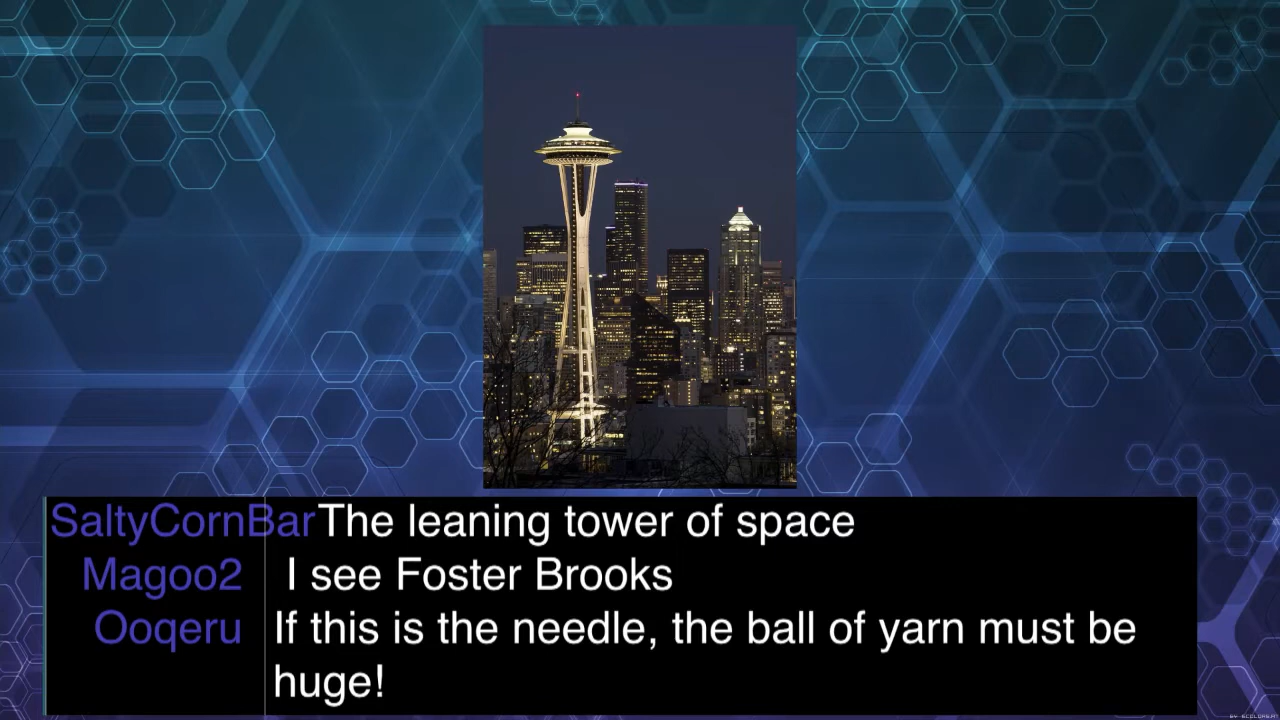 SaltyCornBar The leaning tower of space
Magoo2 I see Foster Brooks
Ooqeru If this is the needle, the ball of yarn must be
huge!